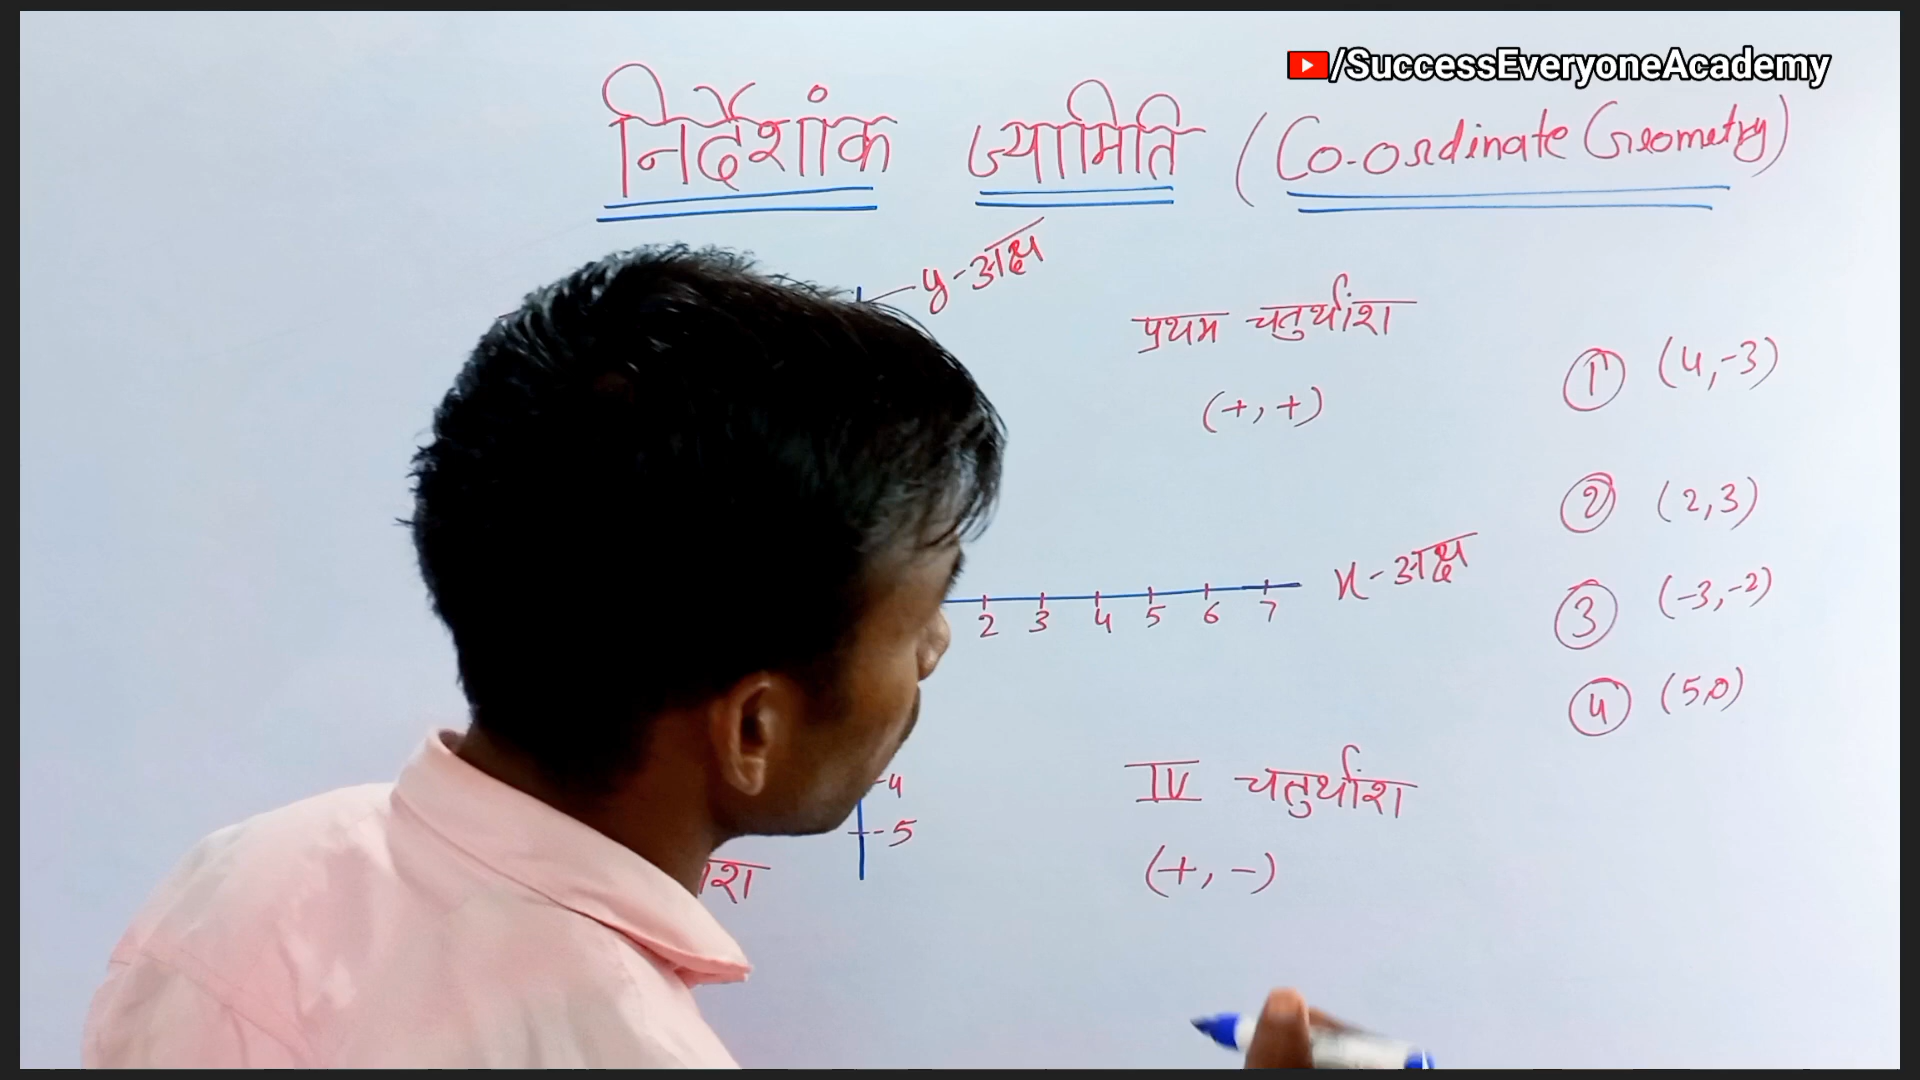 /SuccessEveryoneAcademy
निर्देशांक ज्यामिति (Co-ordinate Geometry)
y-अक्ष
प्रथम चतुर्थांश
(+,+)
① (4,-3)
② (2,3)
x-अक्ष
2 3 4 5 6 7
③ (-3,-2)
④ (5,0)
-4
IV चतुर्थांश
-5
(+,-)